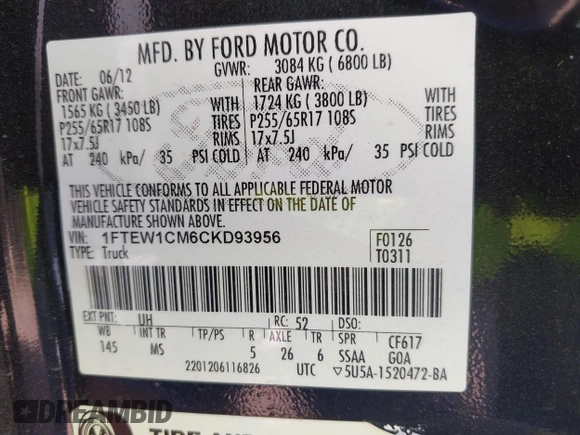 MFD. BY FORD MOTOR CO.
DATE: 06/12 GVWR: 3084 KG ( 6800 LB)
FRONT GAWR: REAR GAWR:
1565 KG ( 3450 LB) WITH 1724 KG ( 3800 LB) WITH
P255/65R17 108S TIRES P255/65R17 108S TIRES
17x7.5J RIMS 17x7.5J RIMS
AT 240 kPa/ 35 PSI COLD AT 240 kPa/ 35 PSI COLD
THIS VEHICLE CONFORMS TO ALL APPLICABLE FEDERAL MOTOR
VEHICLE SAFETY STANDARDS IN EFFECT ON THE DATE OF
MANUFACTURE SHOWN ABOVE.
VIN: 1FTEW1CM6CKD93956 F0126
TYPE: Truck T0311
EXT PNT: UH RC: 52 DSO:
WB INT TR TP/PS R AXLE TR SPR CF617
145 MS 5 26 6 SSAA GOA
2201206116826 UTC ▽5U5A-1520472-BA
DREAMBID
TIRE AND